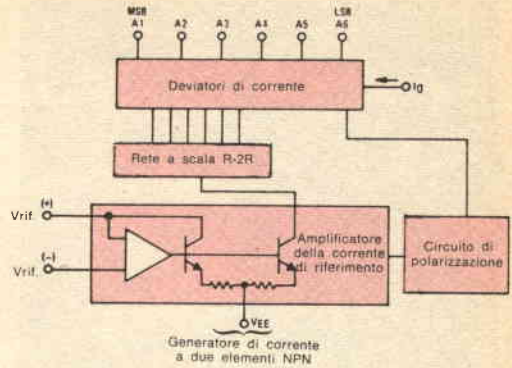 MSB LSB
A1 A2 A3 A4 A5 A6
Deviatori di corrente
Ig
Rete a scala R-2R
Vrif. (+)
Vrif. (-)
Amplificatore
della corrente
di riferimento
Circuito di
polarizzazione
VEE
Generatore di corrente
a due elementi NPN